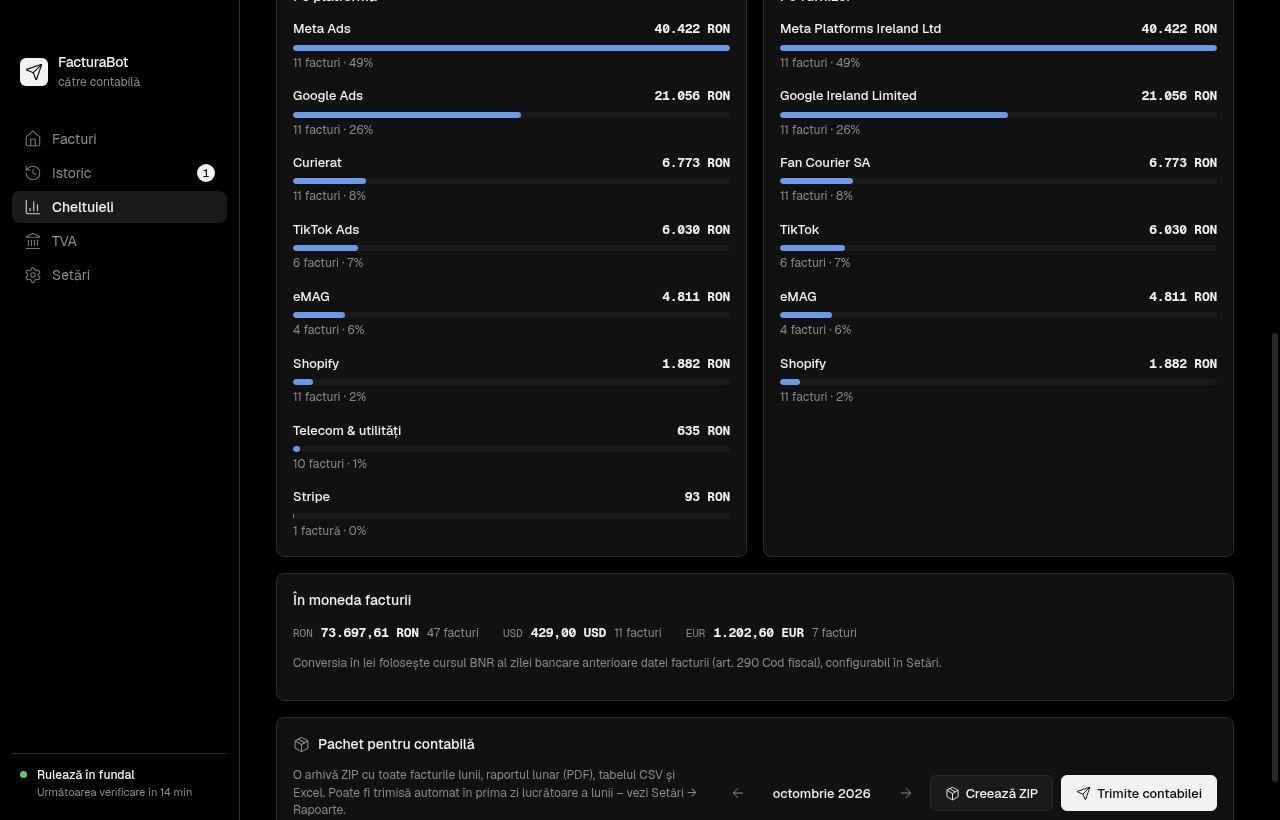 FacturaBot
către contabilă
Facturi
Istoric
1
Cheltuieli
TVA
Setări
Rulează în fundal
Următoarea verificare în 14 min
Meta Ads
40.422 RON
11 facturi · 49%
Google Ads
21.056 RON
11 facturi · 26%
Curierat
6.773 RON
11 facturi · 8%
TikTok Ads
6.030 RON
6 facturi · 7%
eMAG
4.811 RON
4 facturi · 6%
Shopify
1.882 RON
11 facturi · 2%
Telecom & utilități
635 RON
10 facturi · 1%
Stripe
93 RON
1 factură · 0%
Meta Platforms Ireland Ltd
40.422 RON
11 facturi · 49%
Google Ireland Limited
21.056 RON
11 facturi · 26%
Fan Courier SA
6.773 RON
11 facturi · 8%
TikTok
6.030 RON
6 facturi · 7%
eMAG
4.811 RON
4 facturi · 6%
Shopify
1.882 RON
11 facturi · 2%
În moneda facturii
RON 73.697,61 RON 47 facturi USD 429,00 USD 11 facturi EUR 1.202,60 EUR 7 facturi
Conversia în lei folosește cursul BNR al zilei bancare anterioare datei facturii (art. 290 Cod fiscal), configurabil în Setări.
Pachet pentru contabilă
O arhivă ZIP cu toate facturile lunii, raportul lunar (PDF), tabelul CSV și
Excel. Poate fi trimisă automat în prima zi lucrătoare a lunii – vezi Setări →
Rapoarte.
← octombrie 2026 →
Creează ZIP
Trimite contabilei